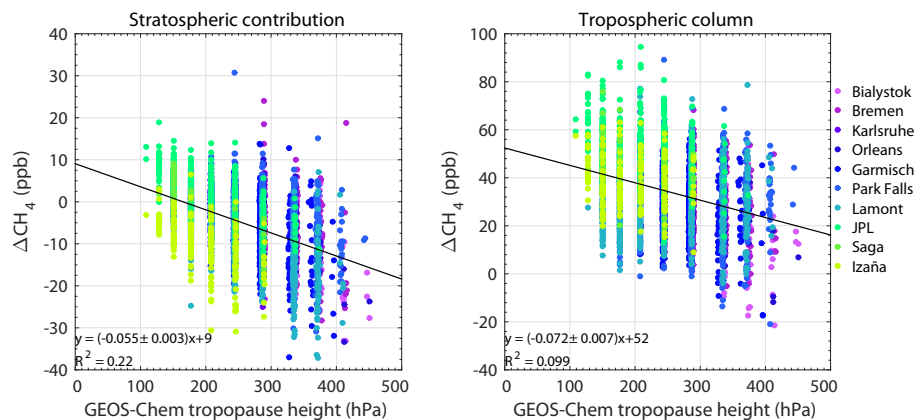 Stratospheric contribution
40
30
20
10
0
-10
-20
-30
-40
ΔCH4 (ppb)
y = (-0.055± 0.003)x+9
R2 = 0.22
0 100 200 300 400 500
GEOS-Chem tropopause height (hPa)
Tropospheric column
100
80
60
40
20
0
-20
-40
ΔCH4 (ppb)
y = (-0.072± 0.007)x+52
R2 = 0.099
0 100 200 300 400 500
GEOS-Chem tropopause height (hPa)
Bialystok
Bremen
Karlsruhe
Orleans
Garmisch
Park Falls
Lamont
JPL
Saga
Izaña